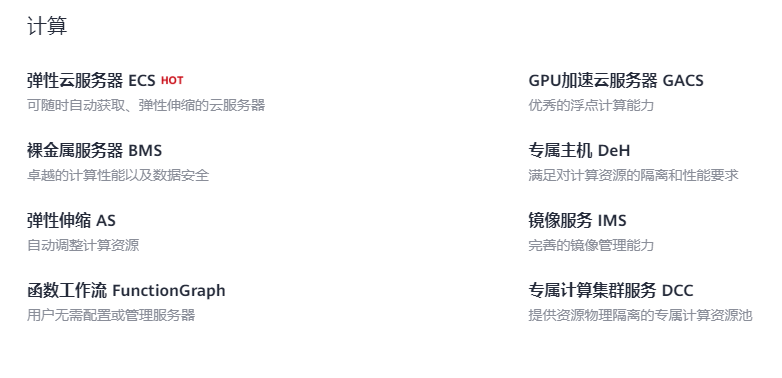 计算
弹性云服务器 ECS HOT
可随时自动获取、弹性伸缩的云服务器
GPU加速云服务器 GACS
优秀的浮点计算能力
裸金属服务器 BMS
卓越的计算性能以及数据安全
专属主机 DeH
满足对计算资源的隔离和性能要求
弹性伸缩 AS
自动调整计算资源
镜像服务 IMS
完善的镜像管理能力
函数工作流 FunctionGraph
用户无需配置或管理服务器
专属计算集群服务 DCC
提供资源物理隔离的专属计算资源池